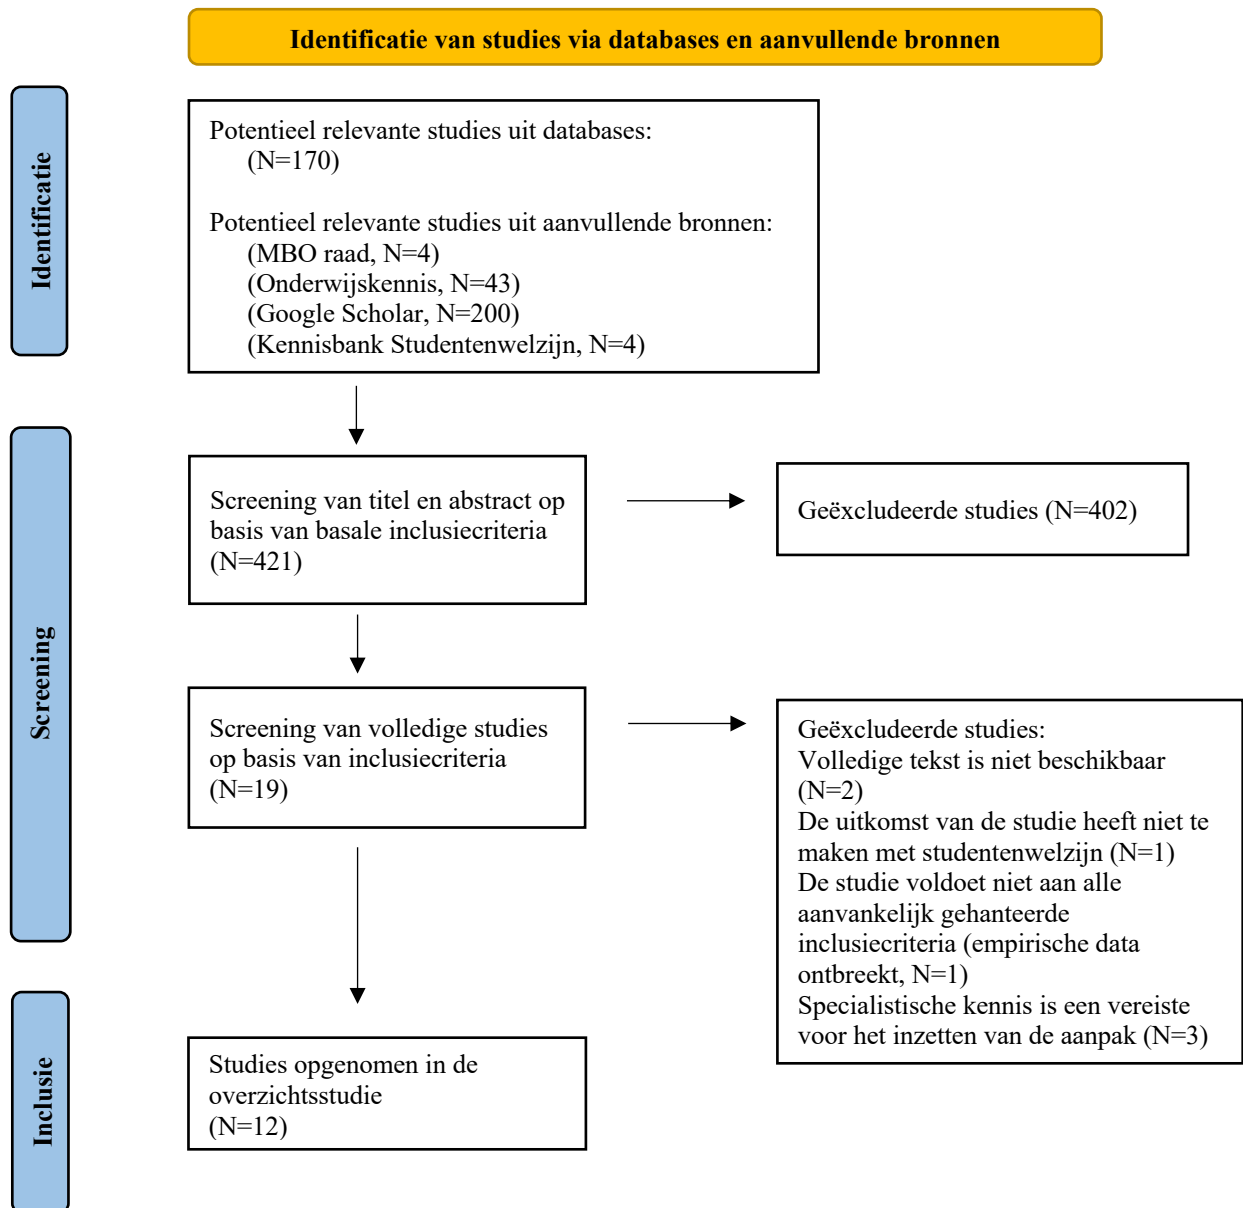 Identificatie van studies via databases en aanvullende bronnen
Identificatie
Potentieel relevante studies uit databases:
(N=170)
Potentieel relevante studies uit aanvullende bronnen:
(MBO raad, N=4)
(Onderwijskennis, N=43)
(Google Scholar, N=200)
(Kennisbank Studentenwelzijn, N=4)
Screening
Screening van titel en abstract op
basis van basale inclusiecriteria
(N=421)
Geëxcludeerde studies (N=402)
Screening van volledige studies
op basis van inclusiecriteria
(N=19)
Geëxcludeerde studies:
Volledige tekst is niet beschikbaar
(N=2)
De uitkomst van de studie heeft niet te
maken met studentenwelzijn (N=1)
De studie voldoet niet aan alle
aanvankelijk gehanteerde
inclusiecriteria (empirische data
ontbreekt, N=1)
Specialistische kennis is een vereiste
voor het inzetten van de aanpak (N=3)
Inclusie
Studies opgenomen in de
overzichtsstudie
(N=12)